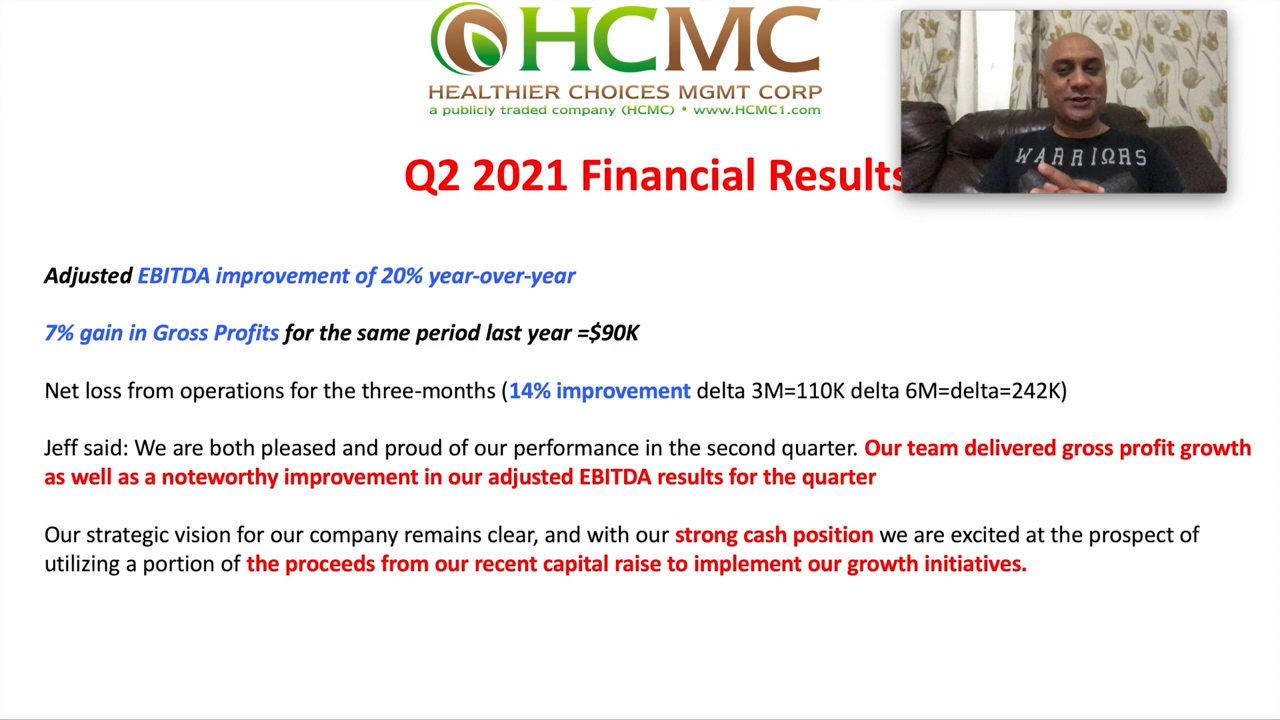 HCMC
HEALTHIER CHOICES MGMT CORP
a publicly traded company (HCMC) • www.HCMC1.com
WARRIORS
Q2 2021 Financial Results
Adjusted EBITDA improvement of 20% year-over-year
7% gain in Gross Profits for the same period last year =$90K
Net loss from operations for the three-months (14% improvement delta 3M=110K delta 6M=delta=242K)
Jeff said: We are both pleased and proud of our performance in the second quarter. Our team delivered gross profit growth
as well as a noteworthy improvement in our adjusted EBITDA results for the quarter
Our strategic vision for our company remains clear, and with our strong cash position we are excited at the prospect of
utilizing a portion of the proceeds from our recent capital raise to implement our growth initiatives.